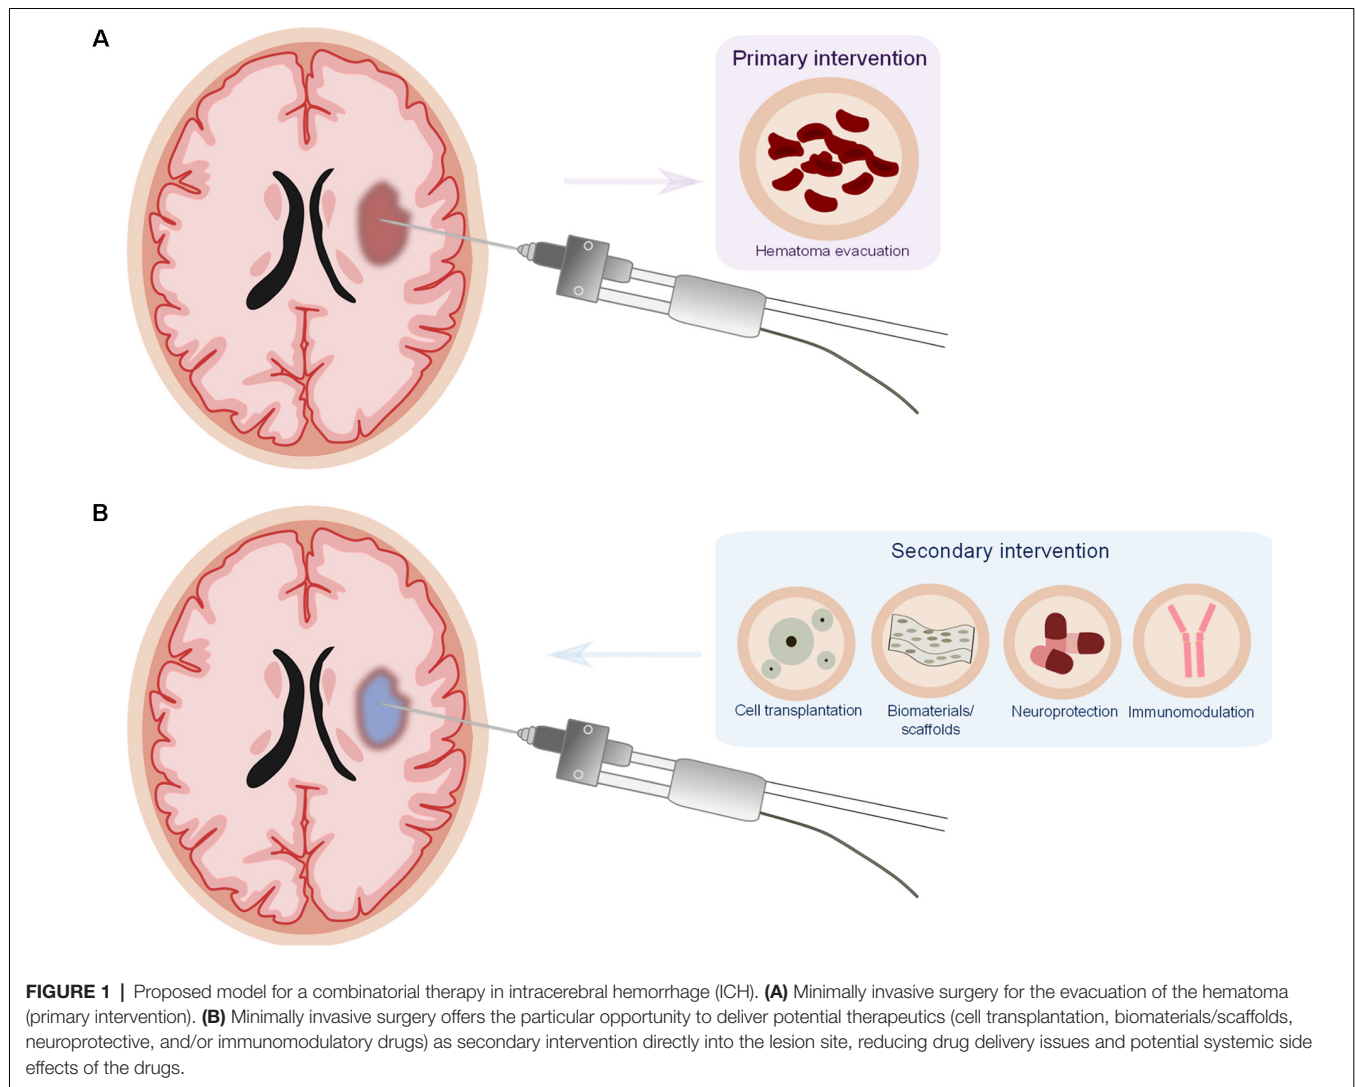 A
Primary intervention
Hematoma evacuation
B
Secondary intervention
Cell transplantation
Biomaterials/
scaffolds
Neuroprotection
Immunomodulation
FIGURE 1 | Proposed model for a combinatorial therapy in intracerebral hemorrhage (ICH). (A) Minimally invasive surgery for the evacuation of the hematoma
(primary intervention). (B) Minimally invasive surgery offers the particular opportunity to deliver potential therapeutics (cell transplantation, biomaterials/scaffolds,
neuroprotective, and/or immunomodulatory drugs) as secondary intervention directly into the lesion site, reducing drug delivery issues and potential systemic side
effects of the drugs.